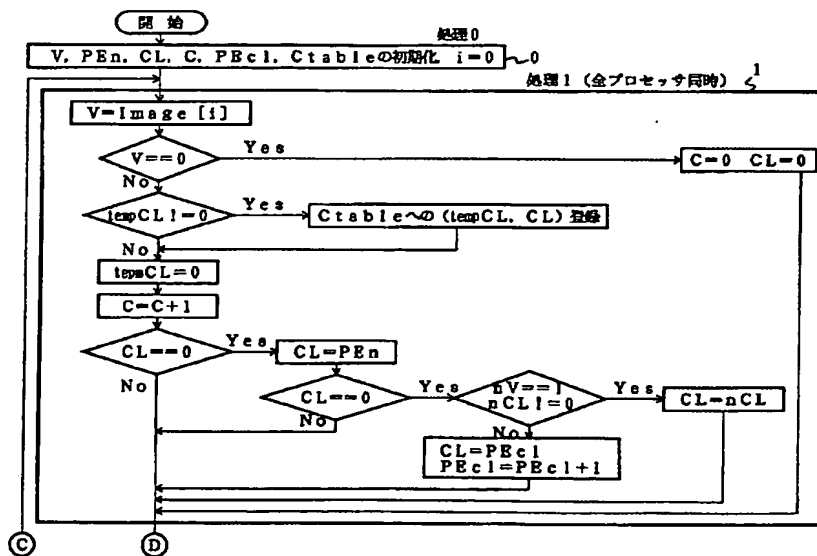 開 始
処理0
V, PEn, CL, C, PEcl, Ctableの初期化 i=0
0
処理1 (全プロセッサ同時)
1
V=Image [i]
V==0
Yes
C=0 CL=0
No
tempCL!=0
Yes
Ctableへの (tempCL, CL) 登録
No
tepmCL=0
C=C+1
CL==0
Yes
CL=PEn
No
CL==0
Yes
nV==1
nCL!=0
Yes
CL=nCL
No
No
CL=PEcl
PEcl=PEcl+1
C
D